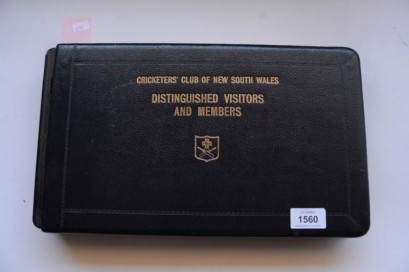 CRICKETERS' CLUB OF NEW SOUTH WALES
DISTINGUISHED VISITORS
AND MEMBERS
1560